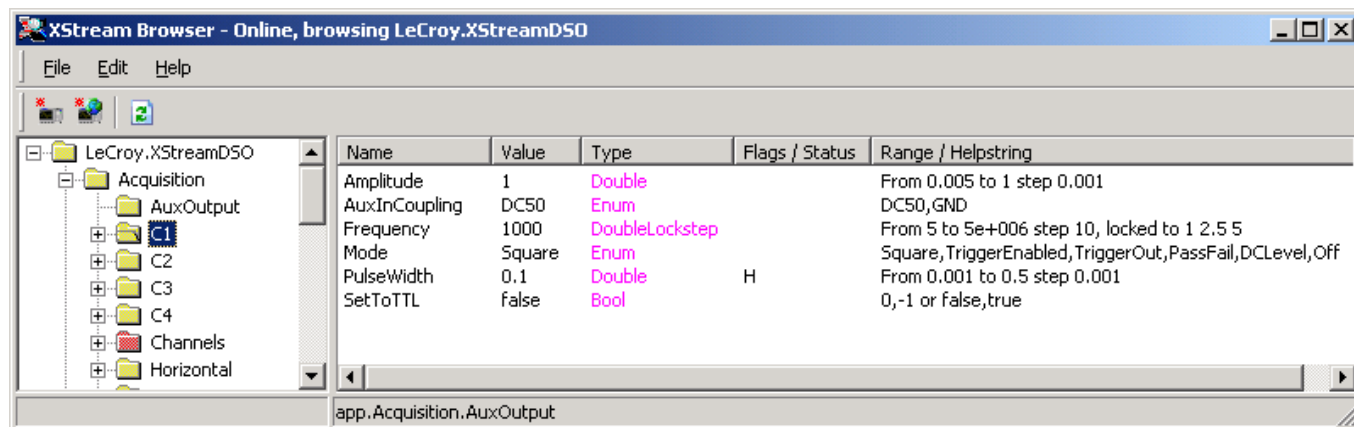 XStream Browser - Online, browsing LeCroy.XStreamDSO
File Edit Help
LeCroy.XStreamDSO
Acquisition
AuxOutput
C1
C2
C3
C4
Channels
Horizontal
Name Value Type Flags / Status Range / Helpstring
Amplitude 1 Double From 0.005 to 1 step 0.001
AuxInCoupling DC50 Enum DC50,GND
Frequency 1000 DoubleLockstep From 5 to 5e+006 step 10, locked to 1 2.5 5
Mode Square Enum Square,TriggerEnabled,TriggerOut,PassFail,DCLevel,Off
PulseWidth 0.1 Double H From 0.001 to 0.5 step 0.001
SetToTTL false Bool 0,-1 or false,true
app.Acquisition.AuxOutput